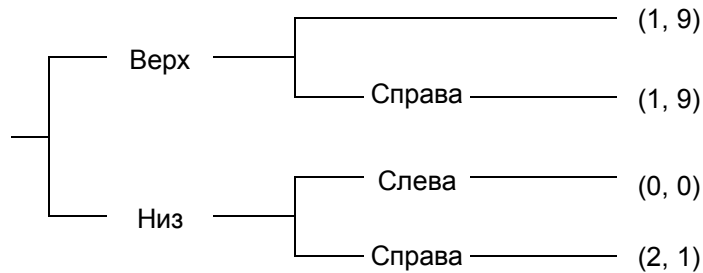 (1, 9)
Верх
Справа (1, 9)
Слева (0, 0)
Низ
Справа (2, 1)